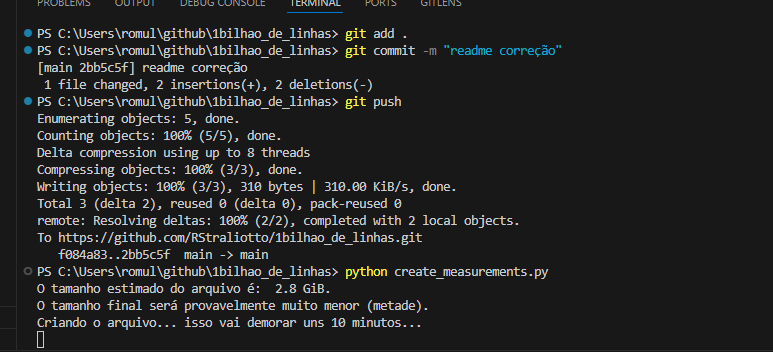 PROBLEMS OUTPUT DEBUG CONSOLE TERMINAL PORTS GITLENS
PS C:\Users\romul\github\1bilhao_de_linhas> git add .
PS C:\Users\romul\github\1bilhao_de_linhas> git commit -m "readme correção"
[main 2bb5c5f] readme correção
1 file changed, 2 insertions(+), 2 deletions(-)
PS C:\Users\romul\github\1bilhao_de_linhas> git push
Enumerating objects: 5, done.
Counting objects: 100% (5/5), done.
Delta compression using up to 8 threads
Compressing objects: 100% (3/3), done.
Writing objects: 100% (3/3), 310 bytes | 310.00 KiB/s, done.
Total 3 (delta 2), reused 0 (delta 0), pack-reused 0
remote: Resolving deltas: 100% (2/2), completed with 2 local objects.
To https://github.com/RStraliotto/1bilhao_de_linhas.git
f084a83..2bb5c5f main -> main
PS C:\Users\romul\github\1bilhao_de_linhas> python create_measurements.py
O tamanho estimado do arquivo é: 2.8 GiB.
O tamanho final será provavelmente muito menor (metade).
Criando o arquivo... isso vai demorar uns 10 minutos...